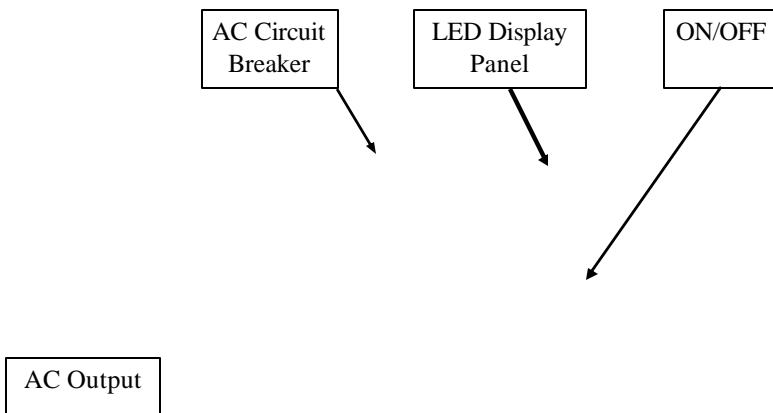 AC Circuit
Breaker
LED Display
Panel
ON/OFF
AC Output